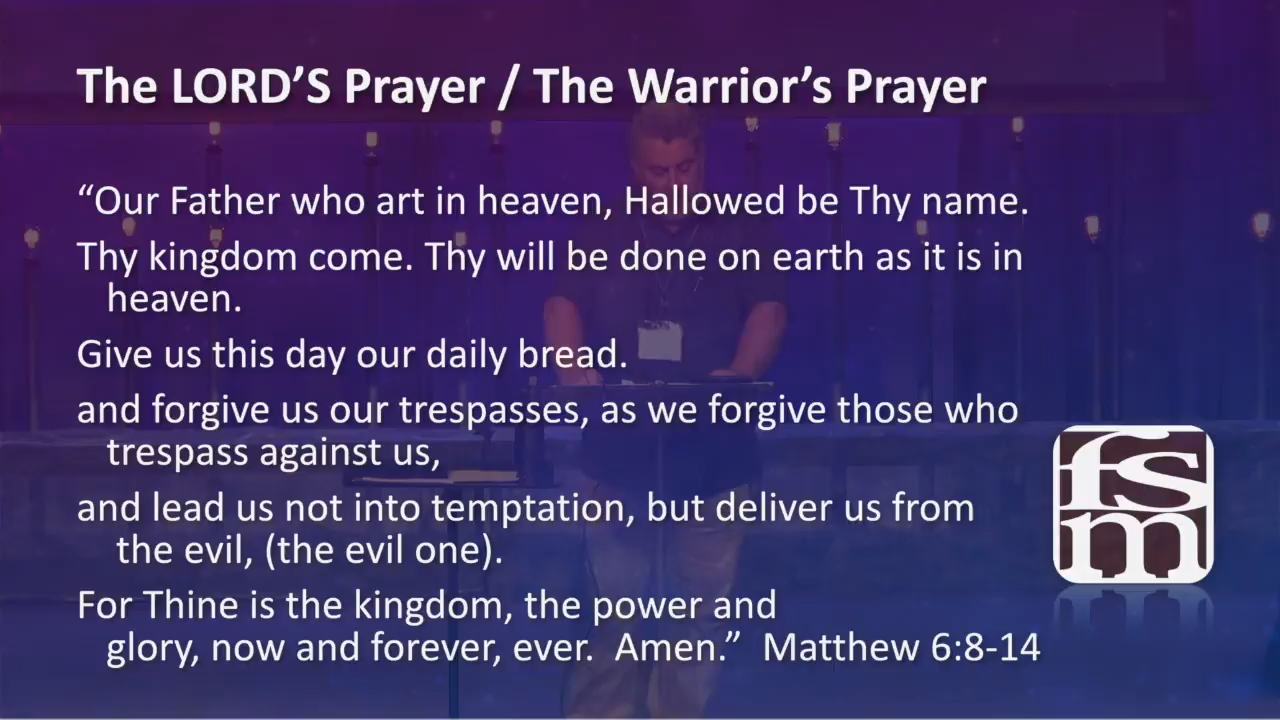 The LORD’S Prayer / The Warrior’s Prayer
“Our Father who art in heaven, Hallowed be Thy name.
Thy kingdom come. Thy will be done on earth as it is in
heaven.
Give us this day our daily bread.
and forgive us our trespasses, as we forgive those who
trespass against us,
and lead us not into temptation, but deliver us from
the evil, (the evil one).
For Thine is the kingdom, the power and
glory, now and forever, ever.  Amen.”  Matthew 6:8-14
fs
m